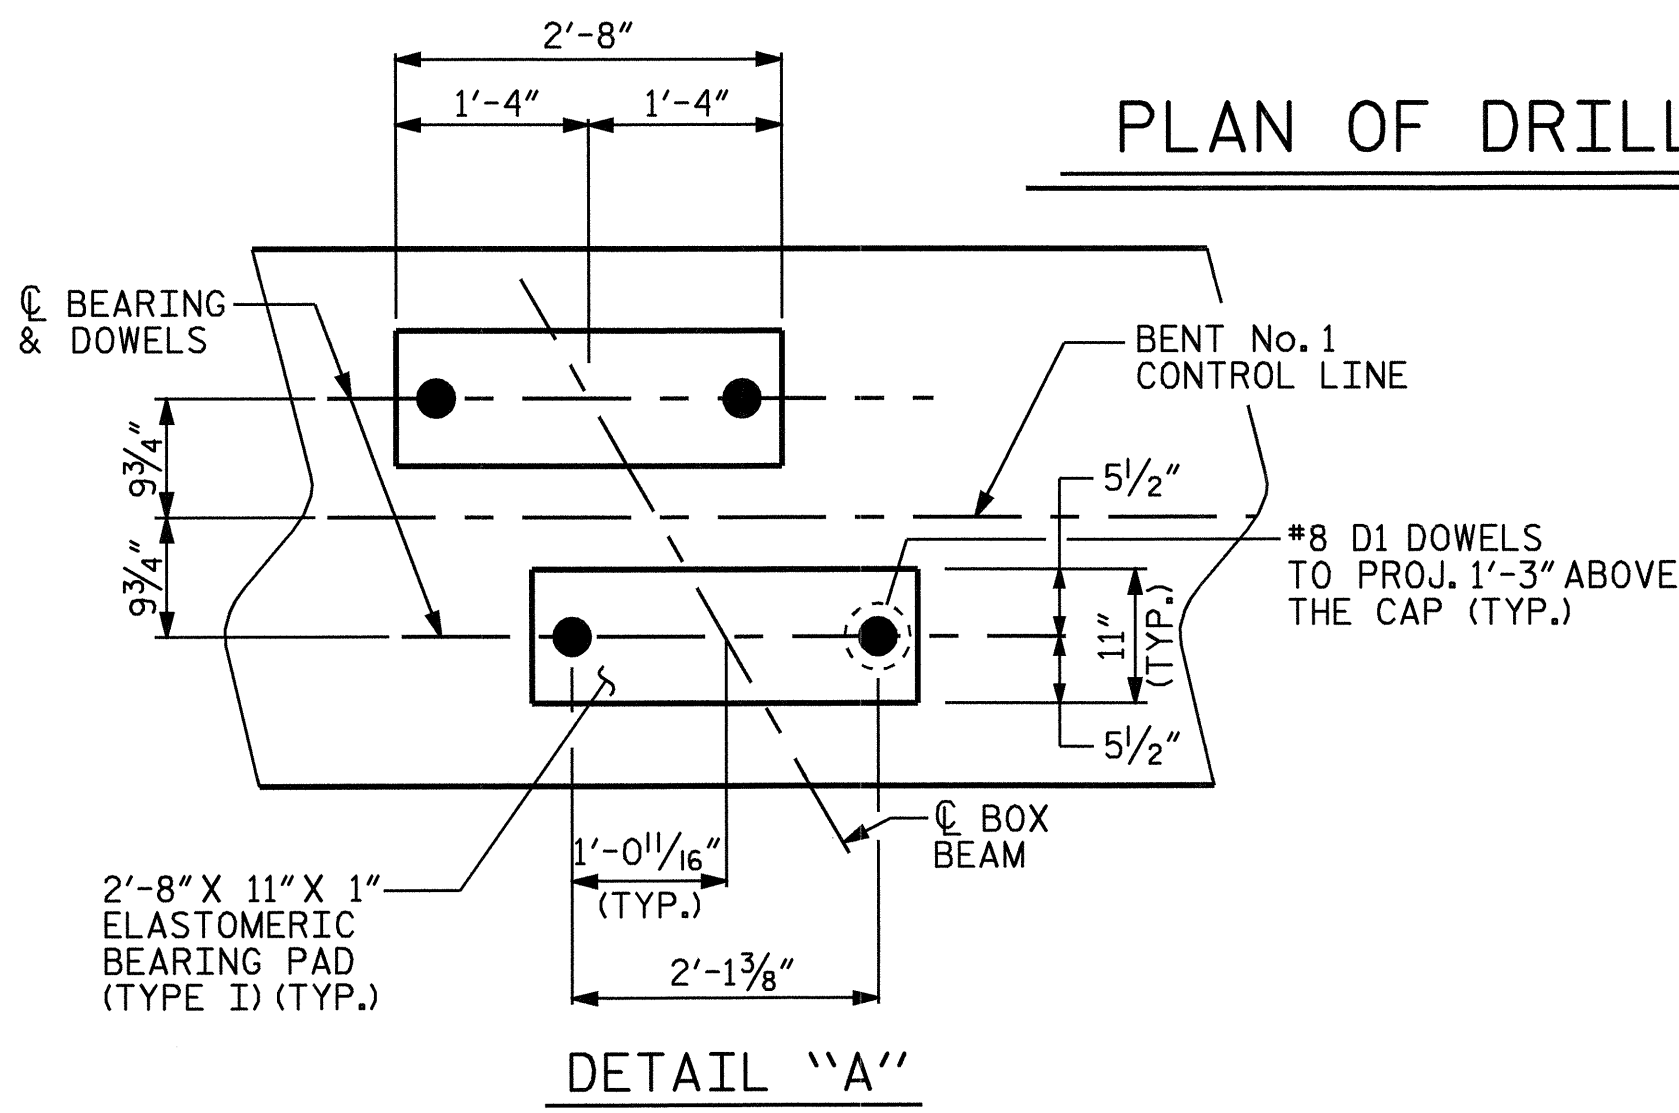 2'-8"
1'-4" 1'-4"
PLAN OF DRILL
℄ BEARING
& DOWELS
BENT No. 1
CONTROL LINE
9¾"
9¾"
5½"
#8 D1 DOWELS
TO PROJ. 1'-3" ABOVE
THE CAP (TYP.)
11"
(TYP.)
5½"
℄ BOX
BEAM
1'-0 11/16"
(TYP.)
2'-8" X 11" X 1"
ELASTOMERIC
BEARING PAD
(TYPE I) (TYP.)
2'-1⅜"
DETAIL "A"